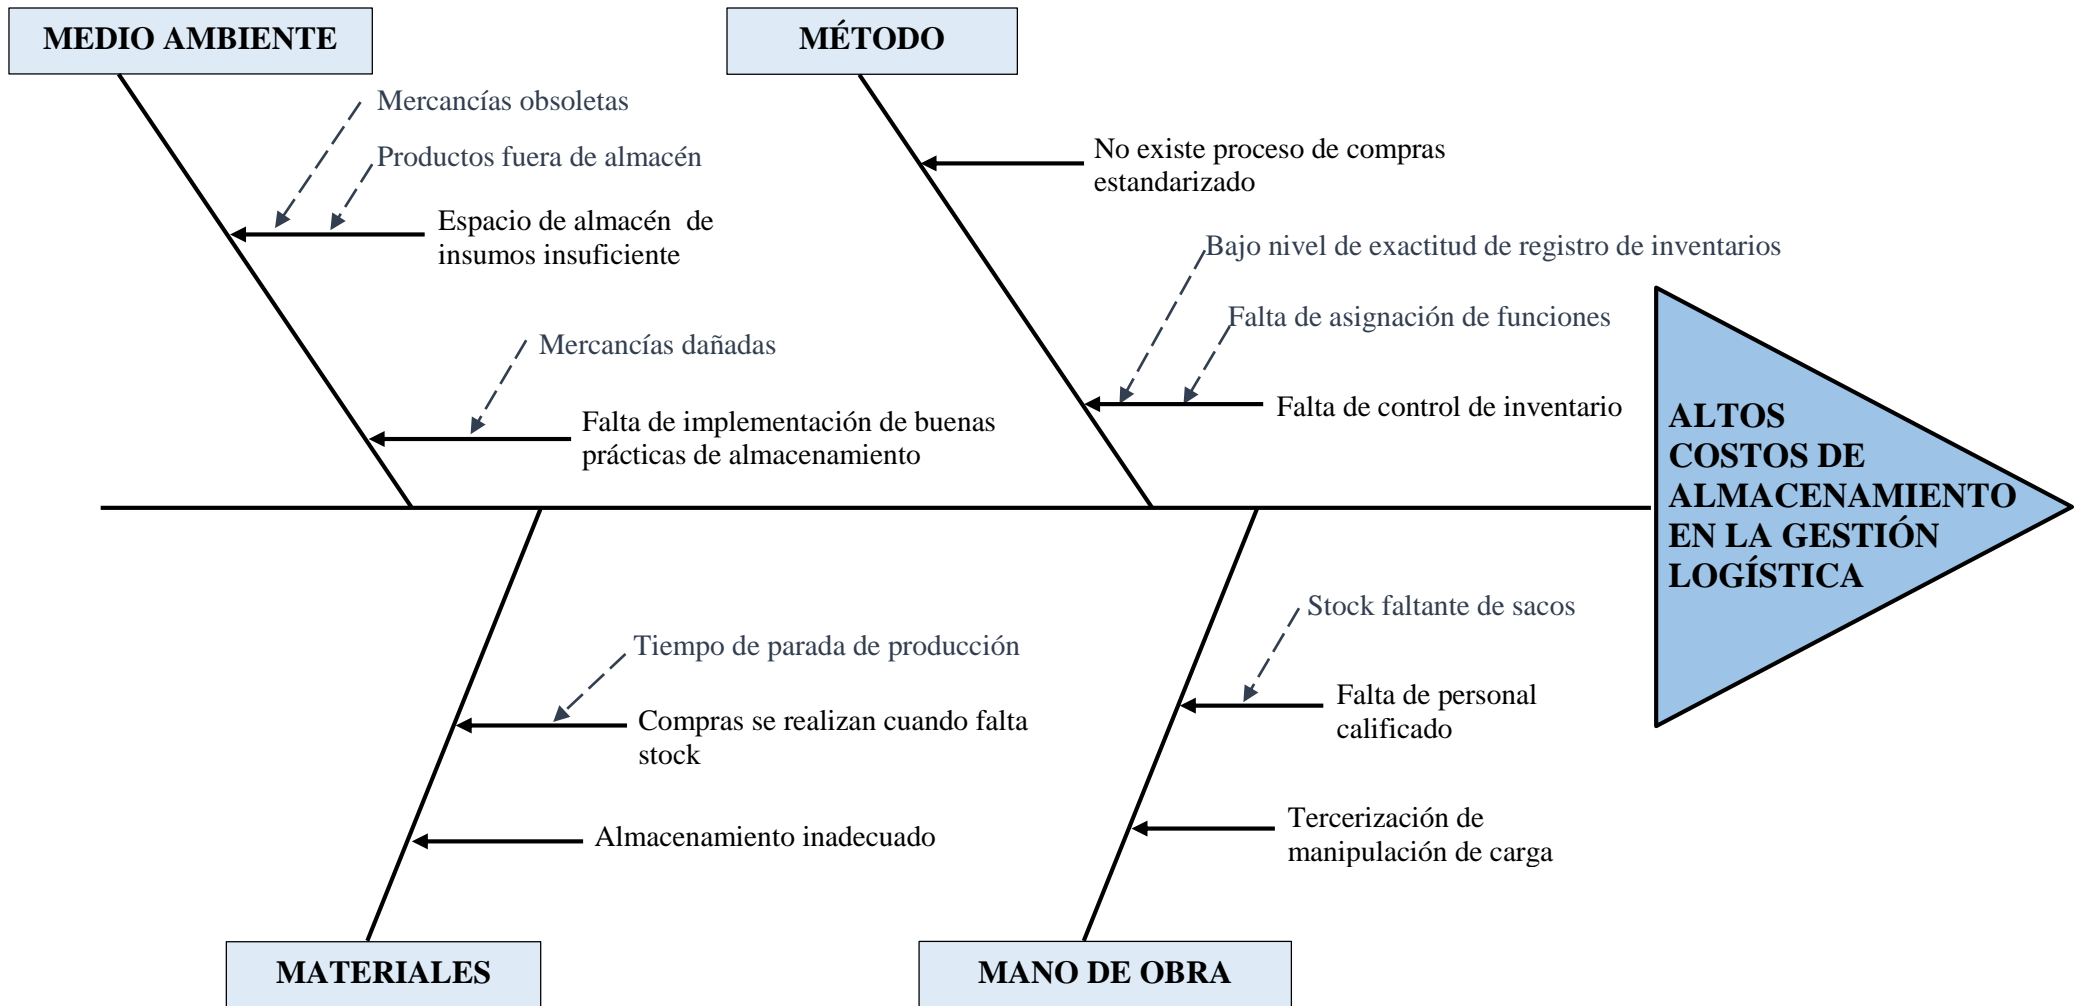 MEDIO AMBIENTE
MÉTODO
Mercancías obsoletas
Productos fuera de almacén
Espacio de almacén  de
insumos insuficiente
Mercancías dañadas
Falta de implementación de buenas
prácticas de almacenamiento
No existe proceso de compras
estandarizado
Bajo nivel de exactitud de registro de inventarios
Falta de asignación de funciones
Falta de control de inventario
ALTOS
COSTOS DE
ALMACENAMIENTO
EN LA GESTIÓN
LOGÍSTICA
Tiempo de parada de producción
Compras se realizan cuando falta
stock
Almacenamiento inadecuado
Stock faltante de sacos
Falta de personal
calificado
Tercerización de
manipulación de carga
MATERIALES
MANO DE OBRA